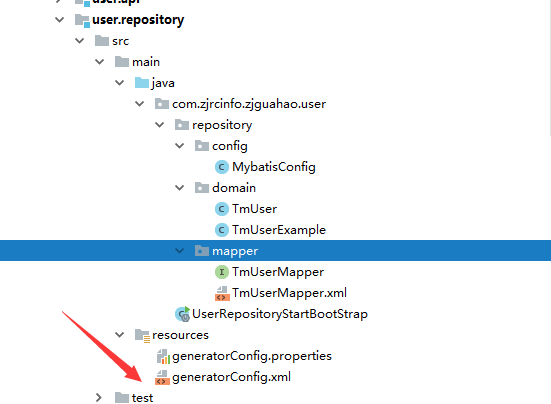 user.api
user.repository
src
main
java
com.zjrcinfo.zjguahao.user
repository
config
MybatisConfig
domain
TmUser
TmUserExample
mapper
TmUserMapper
TmUserMapper.xml
UserRepositoryStartBootStrap
resources
generatorConfig.properties
generatorConfig.xml
test